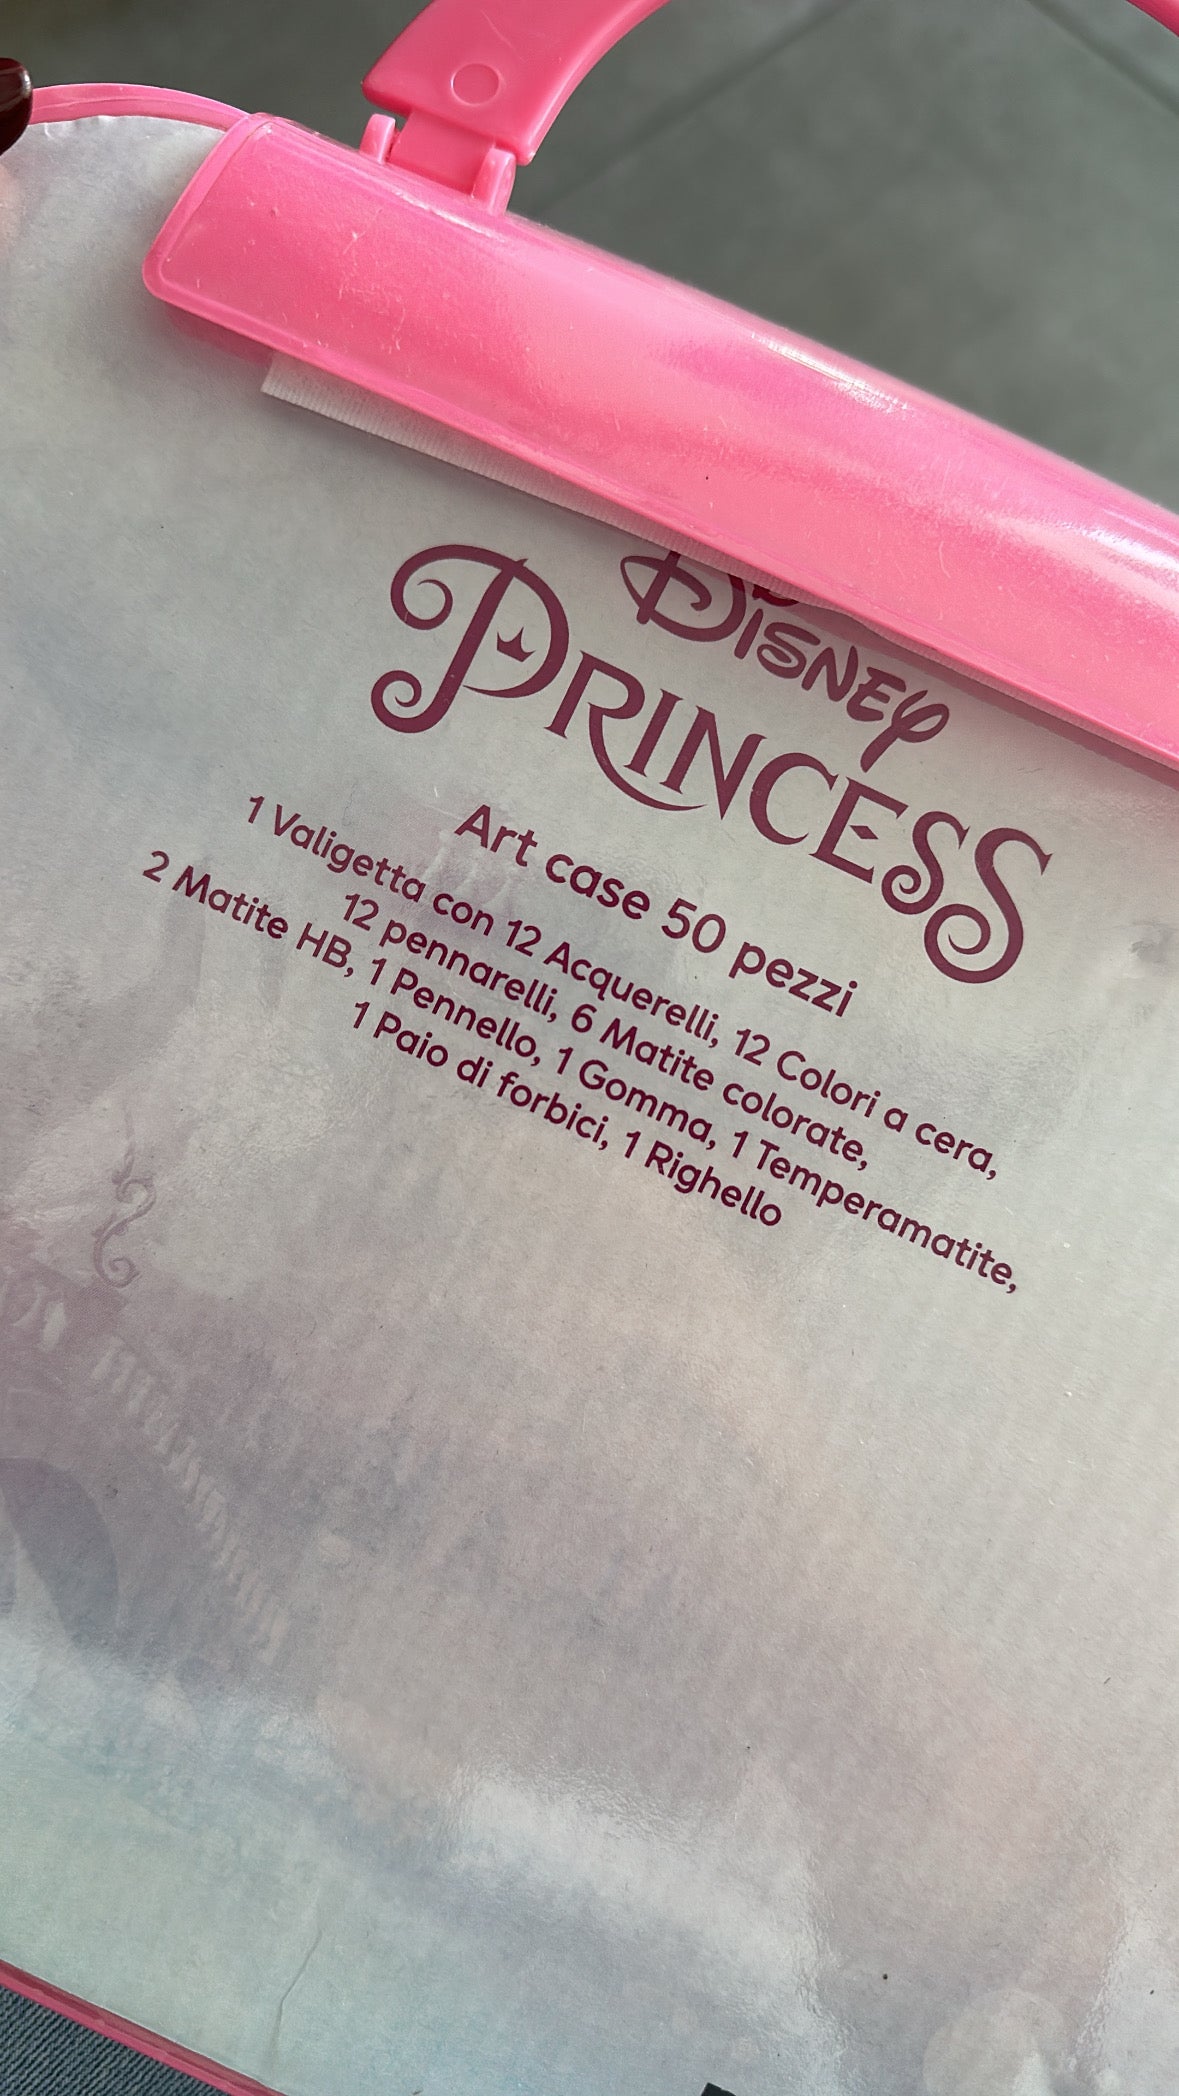 Disney
PRINCESS
Art case 50 pezzi
1 Valigetta con 12 Acquerelli, 12 Colori a cera,
12 pennarelli, 6 Matite colorate,
2 Matite HB, 1 Pennello, 1 Gomma, 1 Temperamatite,
1 Paio di forbici, 1 Righello